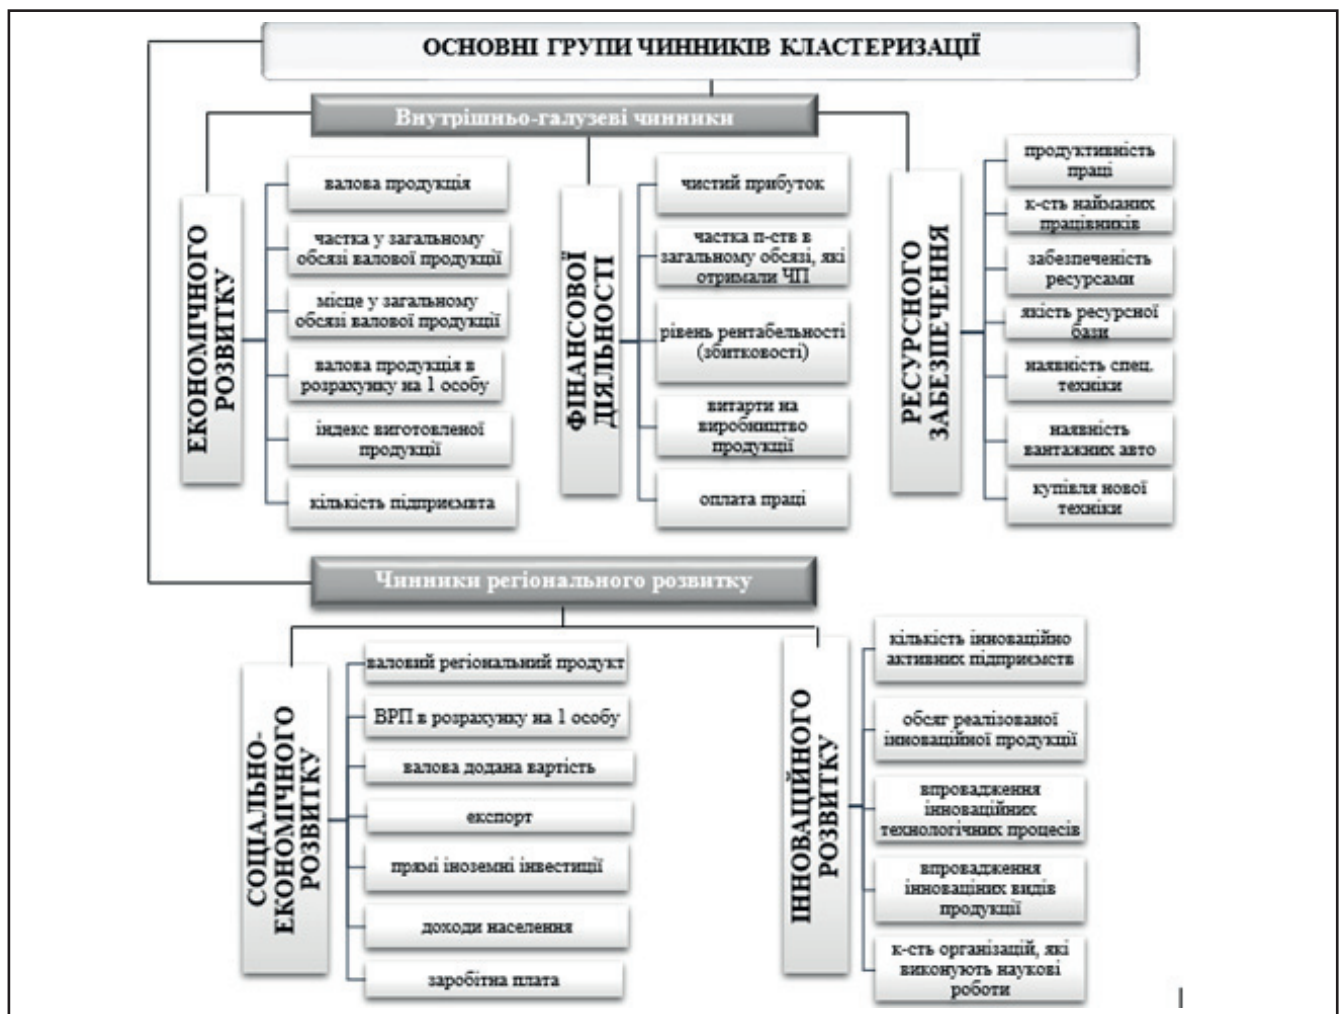 ОСНОВНІ ГРУПИ ЧИННИКІВ КЛАСТЕРИЗАЦІЇ
Внутрішньо-галузеві чинники
ЕКОНОМІЧНОГО
РОЗВИТКУ
валова продукція
частка у загальному
обсязі валової продукції
місце у загальному
обсязі валової продукції
валова продукція в
розрахунку на 1 особу
індекс виготовленої
продукції
кількість підприємвта
ФІНАНСОВОЇ
ДІЯЛЬНОСТІ
чистий прибуток
частка п-ств в
загальному обсязі, які
отримали ЧП
рівень рентабельності
(збитковості)
витарти на
виробництво
продукції
оплата праці
РЕСУРСНОГО
ЗАБЕЗПЕЧЕННЯ
продуктивність
праці
к-сть найманих
працівників
забезпеченість
ресурсами
якість ресурсної
бази
наявність спец.
техніки
наявність
вантажних авто
купівля нової
техніки
Чинники регіонального розвитку
СОЦІАЛЬНО-
ЕКОНОМІЧНОГО
РОЗВИТКУ
валовий регіональний продукт
ВРП в розрахунку на 1 особу
валова додана вартість
експорт
прямі іноземні інвестиції
доходи населення
заробітна плата
ІННОВАЦІЙНОГО
РОЗВИТКУ
кількість інноваційно
активних підприємств
обсяг реалізованої
інноваційної продукції
впровадження
інноваційних
технологічних процесів
впровадження
інноваціних видів
продукції
к-сть організацій, які
виконують наукові
роботи